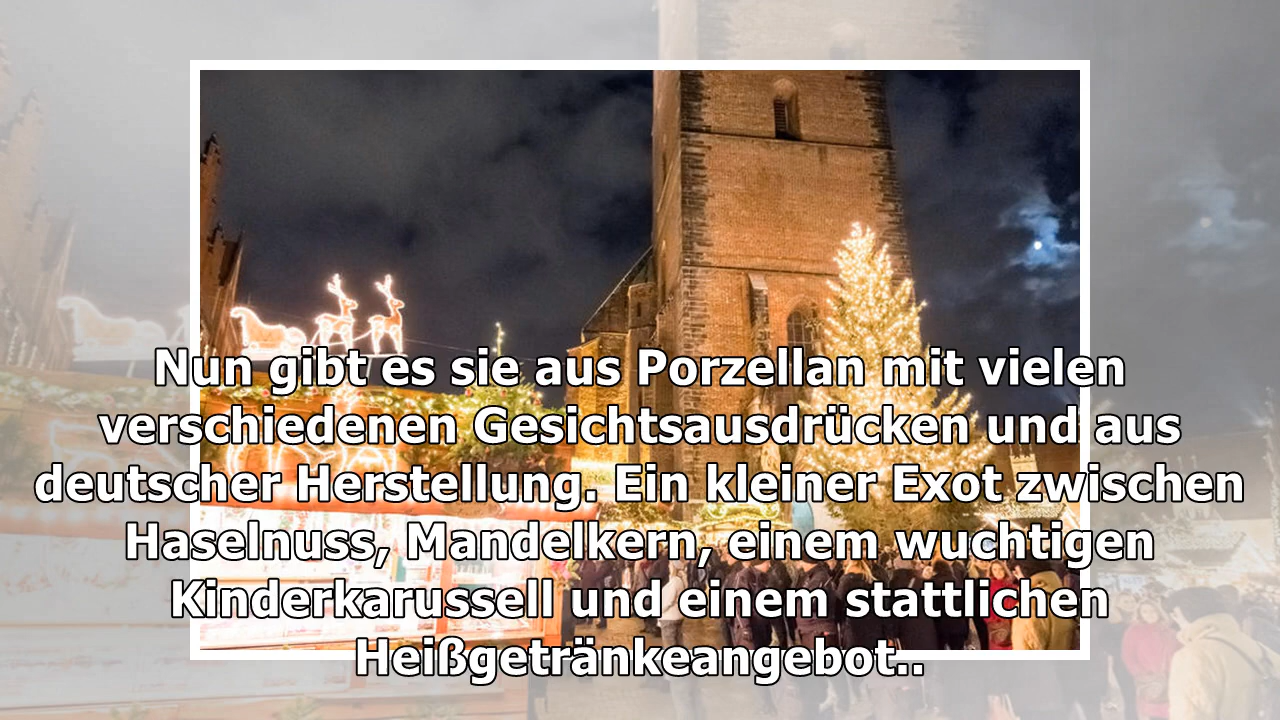 Nun gibt es sie aus Porzellan mit vielen
verschiedenen Gesichtsausdrücken und aus
deutscher Herstellung. Ein kleiner Exot zwischen
Haselnuss, Mandelkern, einem wuchtigen
Kinderkarussell und einem stattlichen
Heißgetränkeangebot..